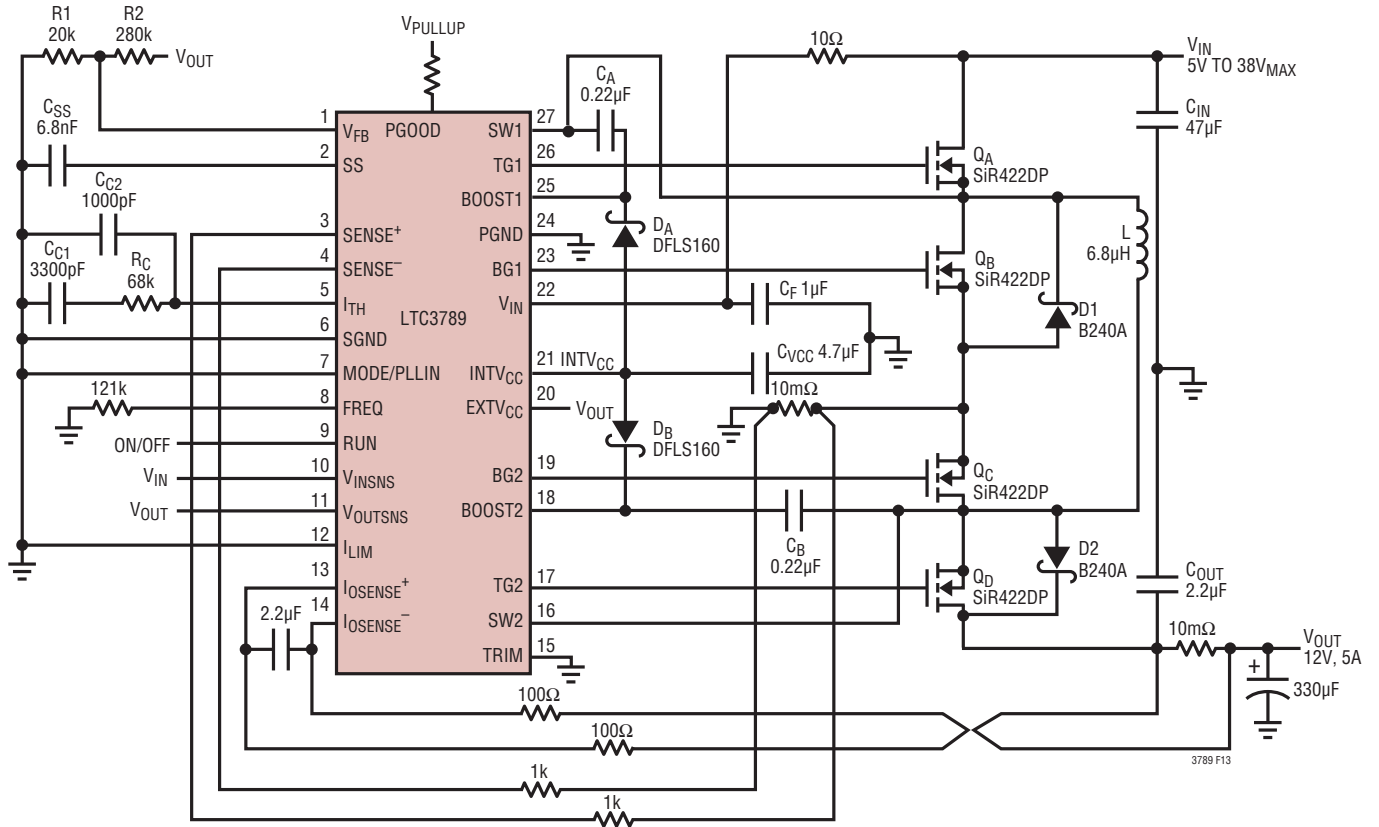 R1
20k
R2
280k
VOUT
VPULLUP
10Ω
VIN
5V TO 38VMAX
CA
0.22µF
CIN
47µF
CSS
6.8nF
1
VFB
PGOOD
SW1
27
2
SS
TG1
26
QA
SiR422DP
CC2
1000pF
BOOST1
25
3
SENSE+
PGND
24
DA
DFLS160
L
6.8µH
4
SENSE−
BG1
23
QB
SiR422DP
CC1
3300pF
RC
68k
5
ITH
VIN
22
CF 1µF
D1
B240A
LTC3789
6
SGND
CVCC 4.7µF
7
MODE/PLLIN
INTVCC
21
INTVCC
10mΩ
121k
8
FREQ
EXTVCC
20
VOUT
DB
DFLS160
ON/OFF
9
RUN
VIN
10
VINSNS
BG2
19
QC
SiR422DP
VOUT
11
VOUTSNS
BOOST2
18
12
ILIM
CB
0.22µF
D2
B240A
13
IOSENSE+
TG2
17
QD
SiR422DP
COUT
2.2µF
14
IOSENSE−
SW2
16
2.2µF
TRIM
15
10mΩ
VOUT
12V, 5A
+
330µF
100Ω
100Ω
3789 F13
1k
1k